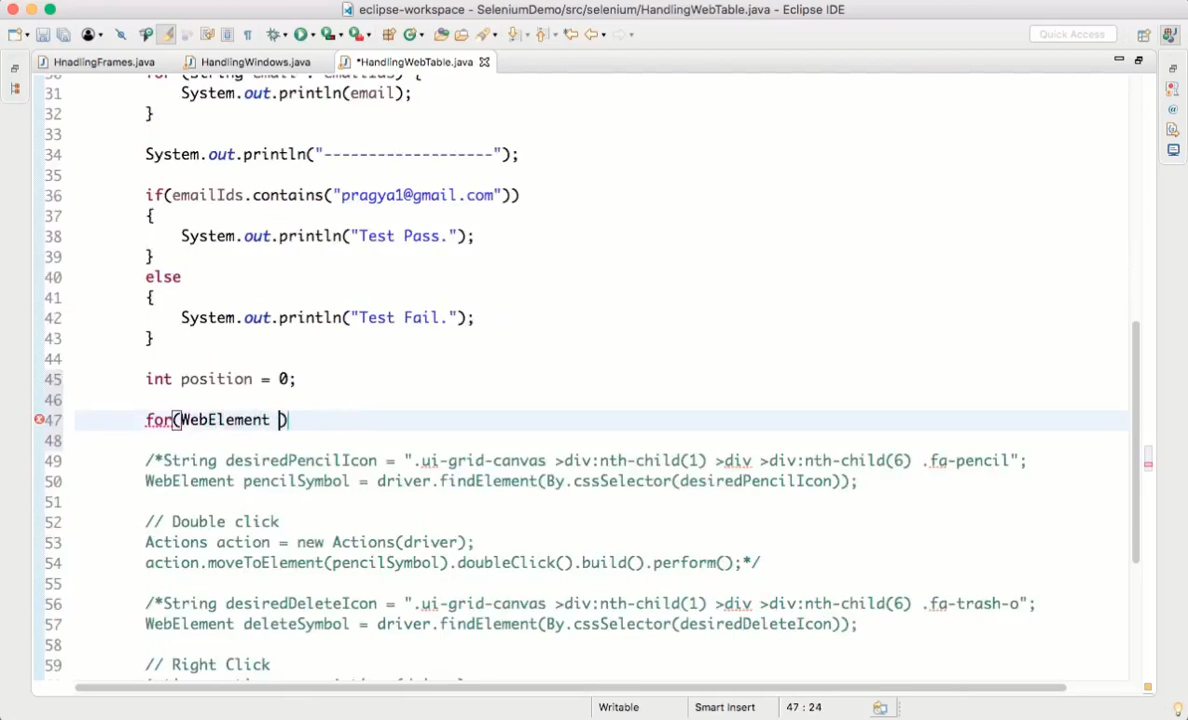 eclipse-workspace - SeleniumDemo/src/selenium/HandlingWebTable.java - Eclipse IDE
Quick Access
HnadlingFrames.java HandlingWindows.java *HandlingWebTable.java
for (String email : emailIds) {
31 System.out.println(email);
32 }
33
34 System.out.println("-------------------");
35
36 if(emailIds.contains("pragya1@gmail.com"))
37 {
38 System.out.println("Test Pass.");
39 }
40 else
41 {
42 System.out.println("Test Fail.");
43 }
44
45 int position = 0;
46
47 for(WebElement )
48
49 /*String desiredPencilIcon = ".ui-grid-canvas >div:nth-child(1) >div >div:nth-child(6) .fa-pencil";
50 WebElement pencilSymbol = driver.findElement(By.cssSelector(desiredPencilIcon));
51
52 // Double click
53 Actions action = new Actions(driver);
54 action.moveToElement(pencilSymbol).doubleClick().build().perform();*/
55
56 /*String desiredDeleteIcon = ".ui-grid-canvas >div:nth-child(1) >div >div:nth-child(6) .fa-trash-o";
57 WebElement deleteSymbol = driver.findElement(By.cssSelector(desiredDeleteIcon));
58
59 // Right Click
Writable Smart Insert 47 : 24